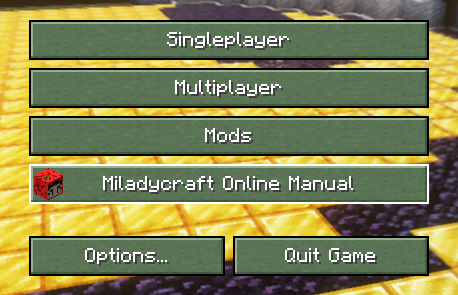 Singleplayer
Multiplayer
Mods
Miladycraft Online Manual
Options... Quit Game